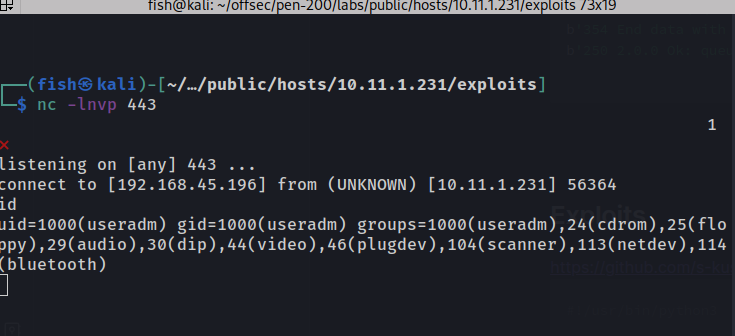 fish@kali: ~/offsec/pen-200/labs/public/hosts/10.11.1.231/exploits 73x19
(fish㉿kali)-[~/…/public/hosts/10.11.1.231/exploits]
$ nc -lnvp 443
1
⨯
listening on [any] 443 ...
connect to [192.168.45.196] from (UNKNOWN) [10.11.1.231] 56364
id
uid=1000(useradm) gid=1000(useradm) groups=1000(useradm),24(cdrom),25(flo
ppy),29(audio),30(dip),44(video),46(plugdev),104(scanner),113(netdev),114
(bluetooth)
Exploits